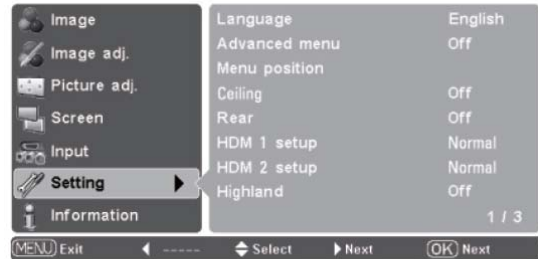 Image
Image adj.
Picture adj.
Screen
Input
Setting
Information
Language English
Advanced menu Off
Menu position
Ceiling Off
Rear Off
HDM 1 setup Normal
HDM 2 setup Normal
Highland Off
1 / 3
MENU Exit ----- Select Next OK Next